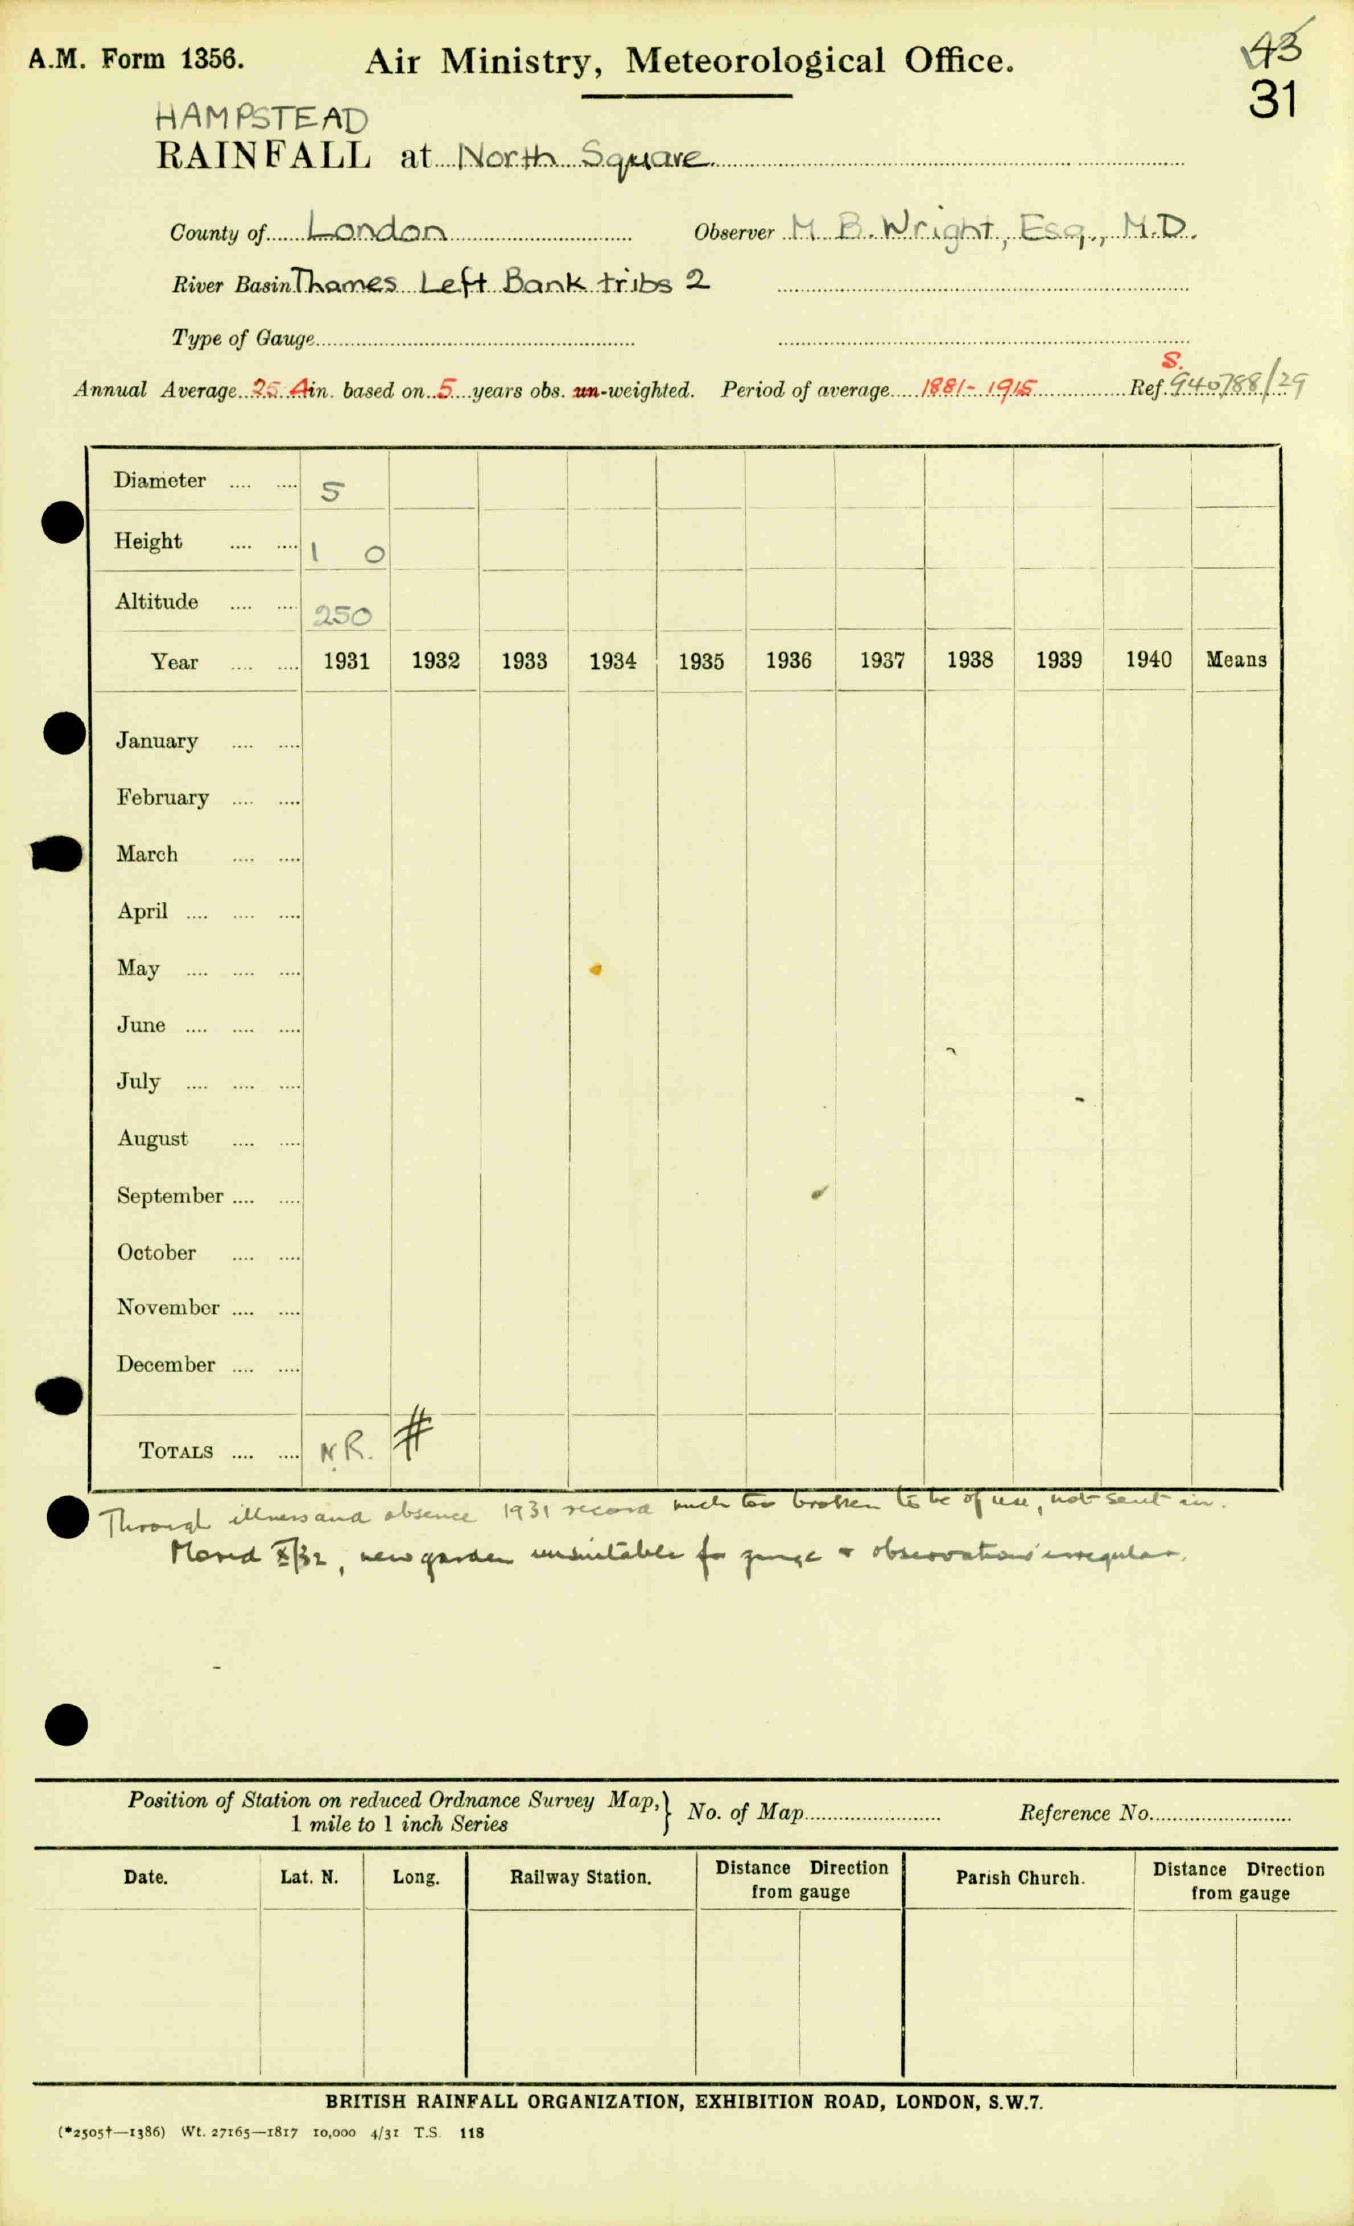 A.M. Form 1356. Air Ministry, Meteorological Office. 43
31
HAMPSTEAD
RAINFALL at North Square
County of London Observer M. B. Wright, Esq., M.D.
River Basin Thames Left Bank tribs 2
Type of Gauge
S.
Annual Average 25.4 in. based on 5 years obs. un-weighted. Period of average 1881-1915 Ref. 940788/29
Diameter .... .... 5
Height .... .... 1 0
Altitude .... .... 250
Year .... .... 1931 1932 1933 1934 1935 1936 1937 1938 1939 1940 Means
January .... ....
February .... ....
March .... ....
April .... .... ....
May .... .... ....
June .... .... ....
July .... .... ....
August .... ....
September .... ....
October .... ....
November .... ....
December .... ....
TOTALS .... .... N.R. #
Through illness and absence 1931 record much too broken to be of use, not sent in.
Moved X/32, new garden unsuitable for gauge & observations irregular.
Position of Station on reduced Ordnance Survey Map, } No. of Map Reference No.
1 mile to 1 inch Series
Date. Lat. N. Long. Railway Station. Distance Direction from gauge Parish Church. Distance Direction from gauge
BRITISH RAINFALL ORGANIZATION, EXHIBITION ROAD, LONDON, S.W.7.
(*2505†—1386) Wt. 27165—1817 10,000 4/31 T.S. 118